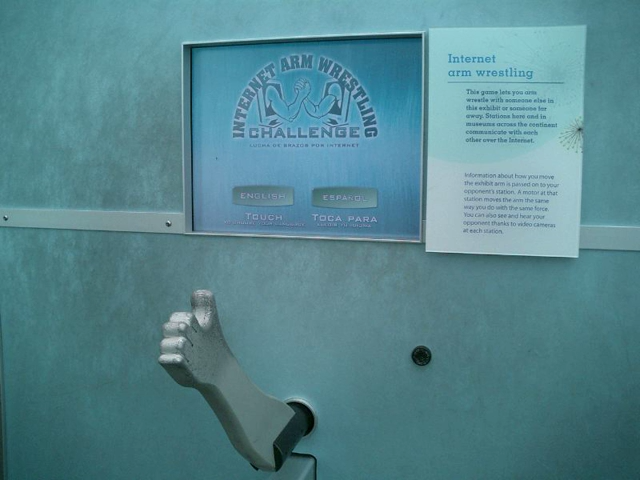 INTERNET ARM WRESTLING
CHALLENGE
LUCHA DE BRAZOS POR INTERNET
ENGLISH
ESPAÑOL
TOUCH
TOCA PARA
Internet
arm wrestling
This game lets you arm
wrestle with someone else in
this exhibit or someone far
away. Stations here and in
museums across the continent
communicate with each
other over the Internet.
Information about how you move
the exhibit arm is passed on to your
opponent's station. A motor at that
station moves the arm the same
way you do with the same force.
You can also see and hear your
opponent thanks to video cameras
at each station.